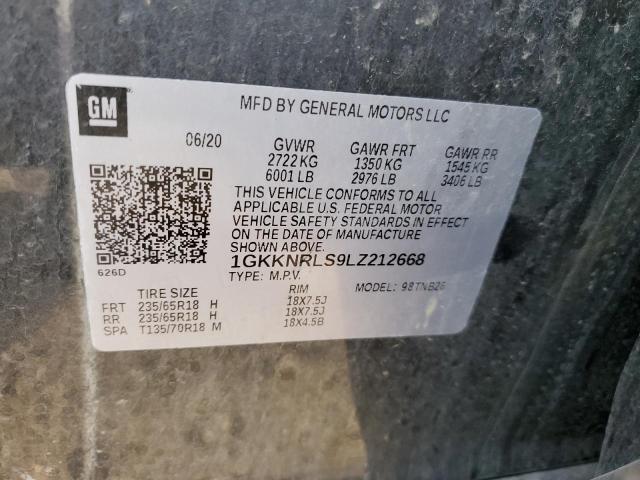 GM
MFD BY GENERAL MOTORS LLC
06/20 GVWR GAWR FRT GAWR RR
2722 KG 1350 KG 1545 KG
6001 LB 2976 LB 3406 LB
THIS VEHICLE CONFORMS TO ALL
APPLICABLE U.S. FEDERAL MOTOR
VEHICLE SAFETY STANDARDS IN EFFECT
ON THE DATE OF MANUFACTURE
SHOWN ABOVE.
626D
1GKKNRLS9LZ212668
TYPE: M.P.V. MODEL: 98TNB26
TIRE SIZE RIM
FRT 235/65R18 H 18X7.5J
RR 235/65R18 H 18X7.5J
SPA T135/70R18 M 18X4.5B